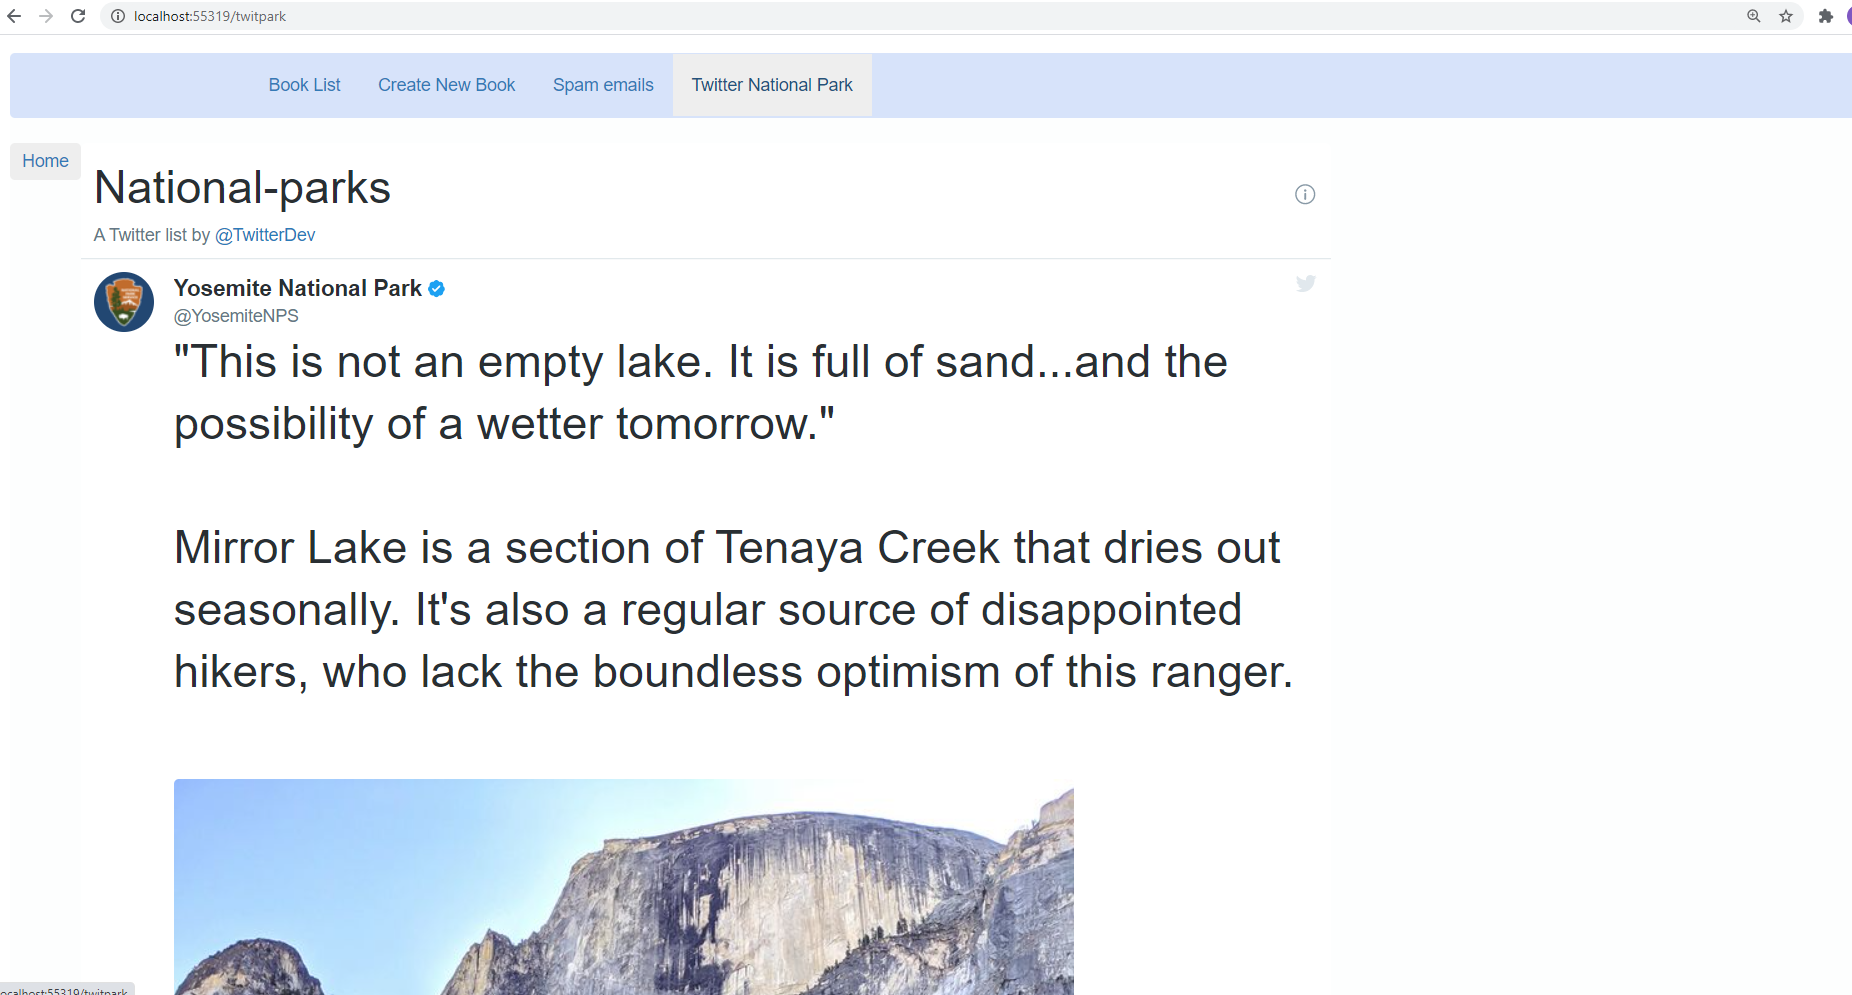 localhost:55319/twitpark
Book List Create New Book Spam emails Twitter National Park
Home
National-parks
A Twitter list by @TwitterDev
Yosemite National Park
@YosemiteNPS
"This is not an empty lake. It is full of sand...and the
possibility of a wetter tomorrow."
Mirror Lake is a section of Tenaya Creek that dries out
seasonally. It's also a regular source of disappointed
hikers, who lack the boundless optimism of this ranger.
ocalhost:55319/twitpark